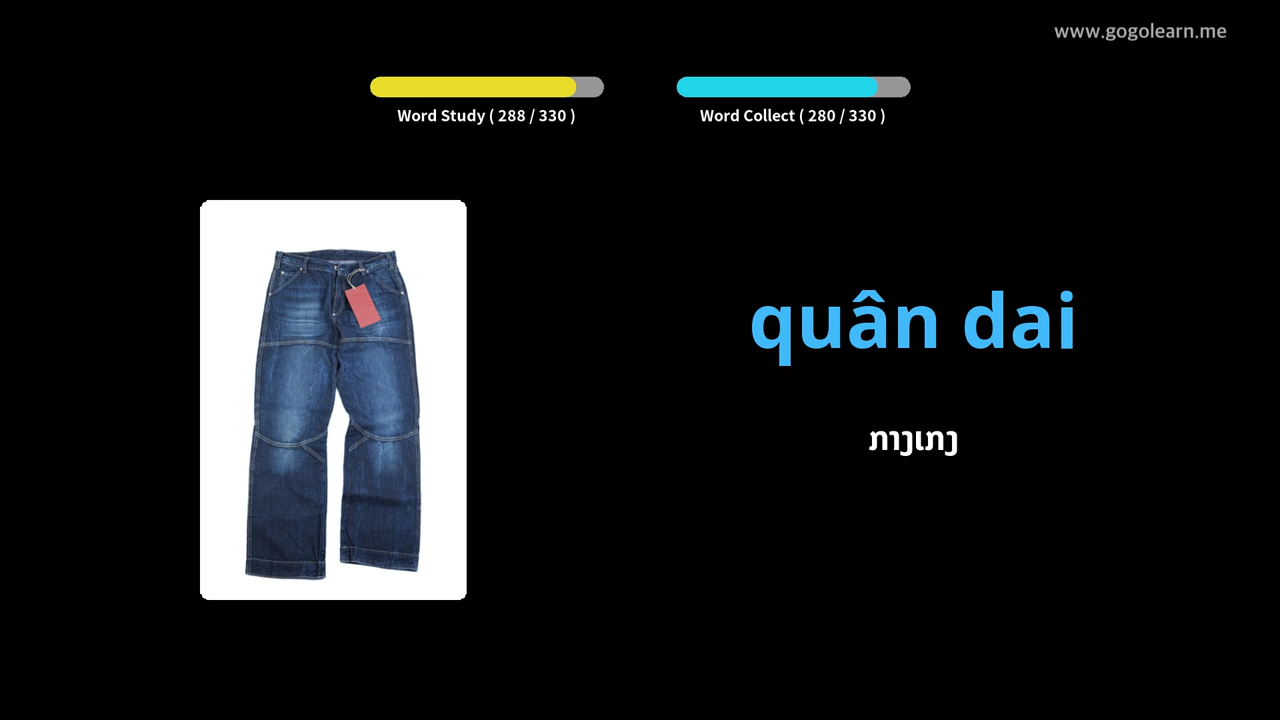 www.gogolearn.me
Word Study ( 288 / 330 )
Word Collect ( 280 / 330 )
quân dai
ກາງເກງ